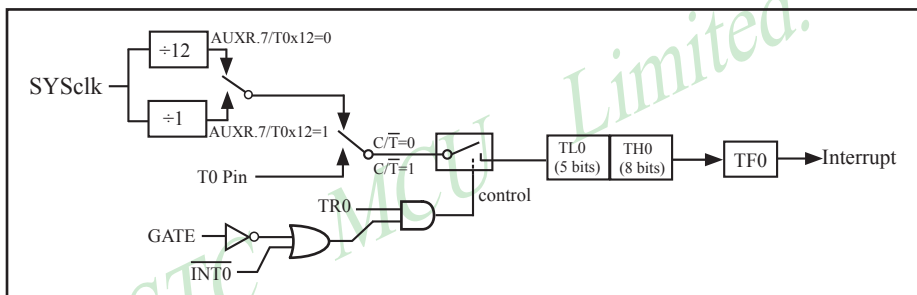 ÷12
AUXR.7/T0x12=0
SYSclk
÷1
AUXR.7/T0x12=1
C/T̅=0
C/T̅=1
T0 Pin
TL0
(5 bits)
TH0
(8 bits)
TF0
Interrupt
control
TR0
GATE
I̅N̅T̅0̅
STC MCU Limited.